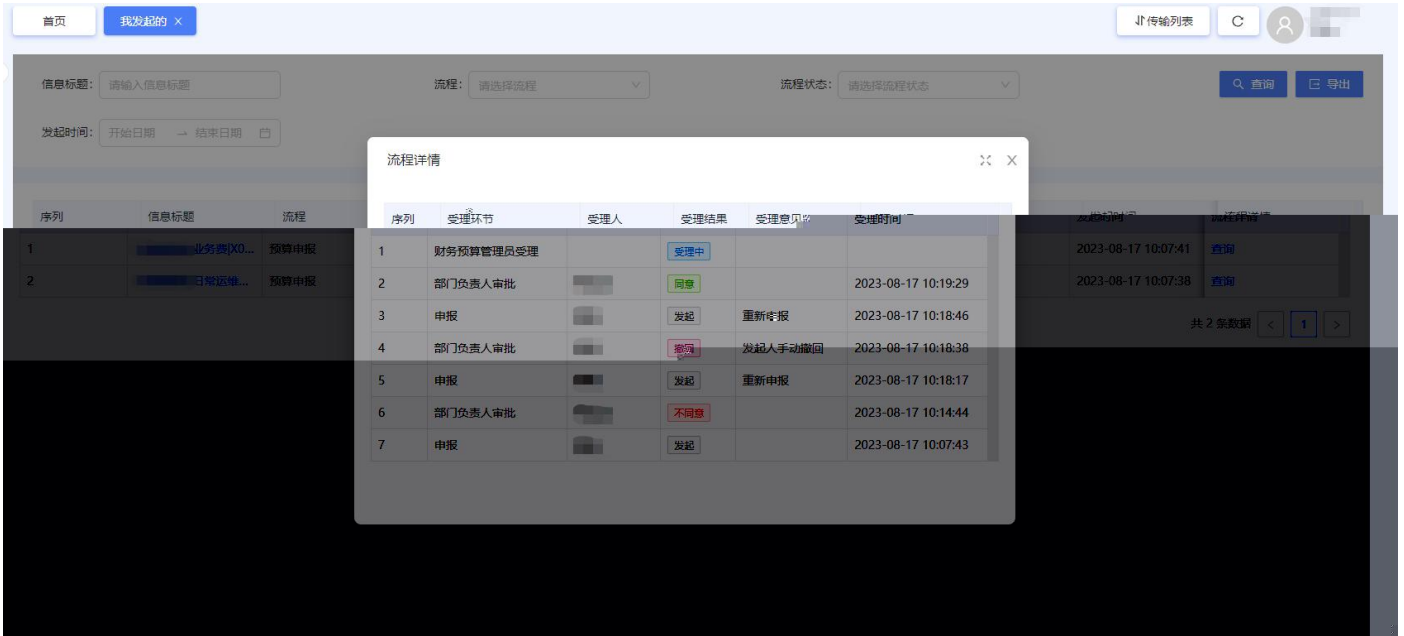 首页 我发起的 × 传输列表
信息标题: 请输入信息标题 流程: 请选择流程 流程状态: 请选择流程状态 查询 导出
发起时间: 开始日期 → 结束日期
流程详情
序列 信息标题 流程 发起时间 流程详情
1 业务费[X0... 预算申报 2023-08-17 10:07:41 查询
2 日常运维... 预算申报 2023-08-17 10:07:38 查询
共 2 条数据 < 1 >
序列 受理环节 受理人 受理结果 受理意见 受理时间
1 财务预算管理员受理 受理中
2 部门负责人审批 同意 2023-08-17 10:19:29
3 申报 发起 重新申报 2023-08-17 10:18:46
4 部门负责人审批 撤回 发起人手动撤回 2023-08-17 10:18:38
5 申报 发起 重新申报 2023-08-17 10:18:17
6 部门负责人审批 不同意 2023-08-17 10:14:44
7 申报 发起 2023-08-17 10:07:43